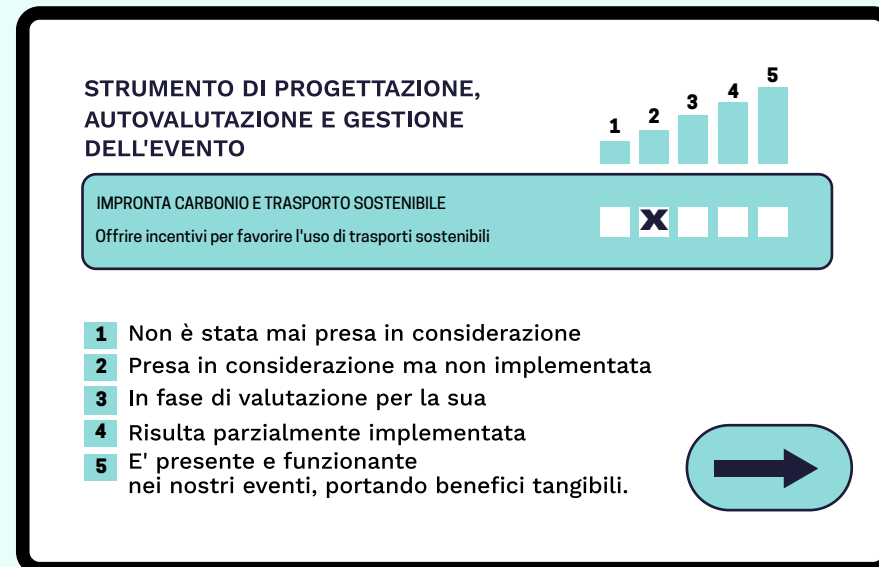 STRUMENTO DI PROGETTAZIONE,
AUTOVALUTAZIONE E GESTIONE
DELL'EVENTO
1 2 3 4 5
IMPRONTA CARBONIO E TRASPORTO SOSTENIBILE
Offrire incentivi per favorire l'uso di trasporti sostenibili
X
1 Non è stata mai presa in considerazione
2 Presa in considerazione ma non implementata
3 In fase di valutazione per la sua
4 Risulta parzialmente implementata
5 E' presente e funzionante
nei nostri eventi, portando benefici tangibili.